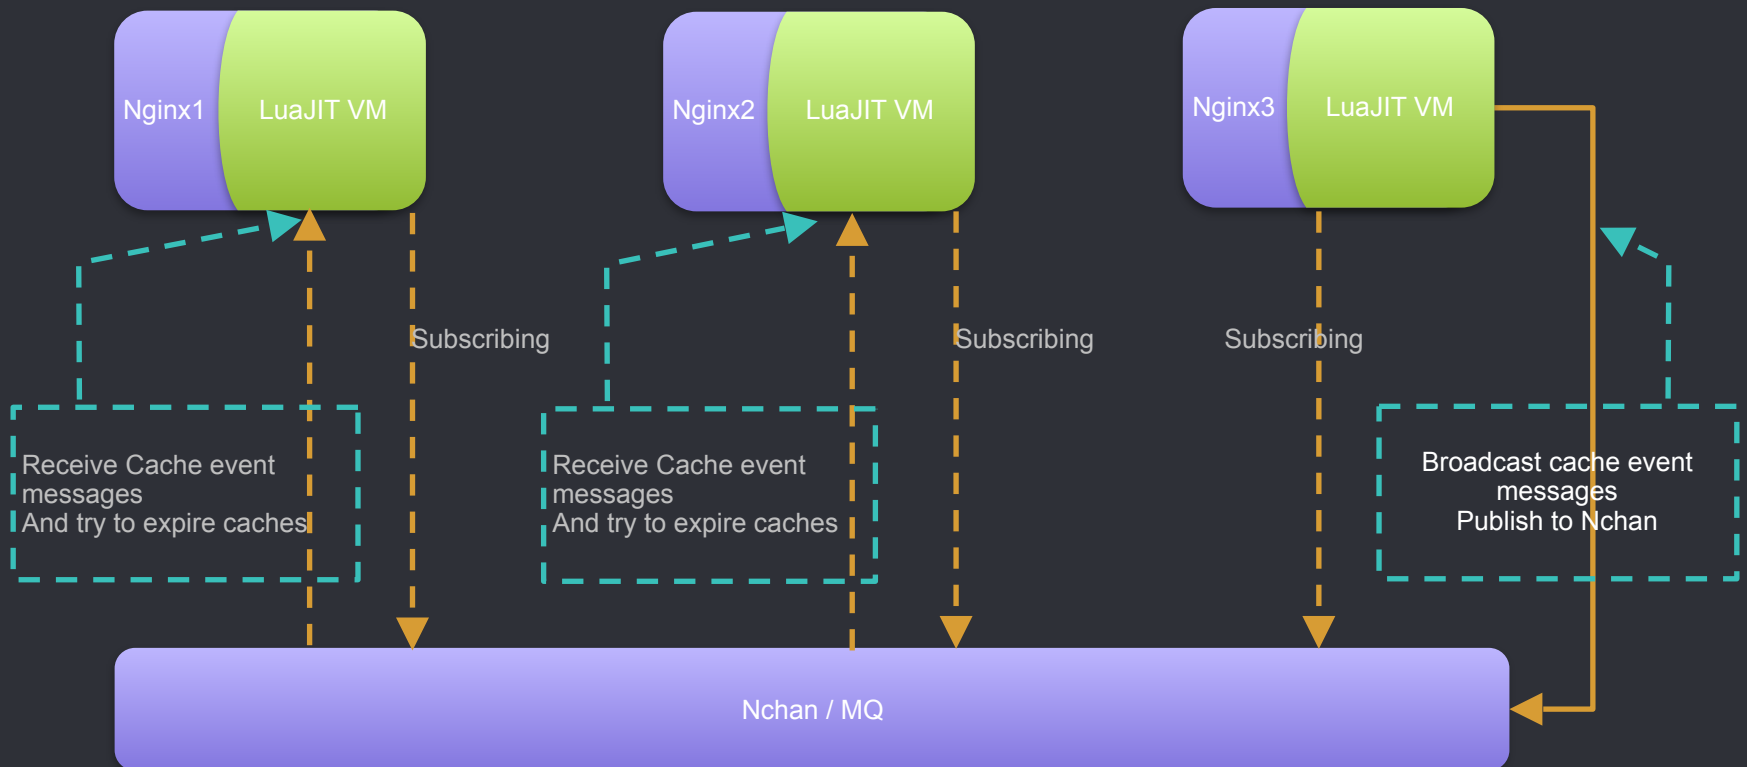 Nginx1
LuaJIT VM
Nginx2
LuaJIT VM
Nginx3
LuaJIT VM
Subscribing
Subscribing
Subscribing
Receive Cache event
messages
And try to expire caches
Receive Cache event
messages
And try to expire caches
Broadcast cache event
messages
Publish to Nchan
Nchan / MQ